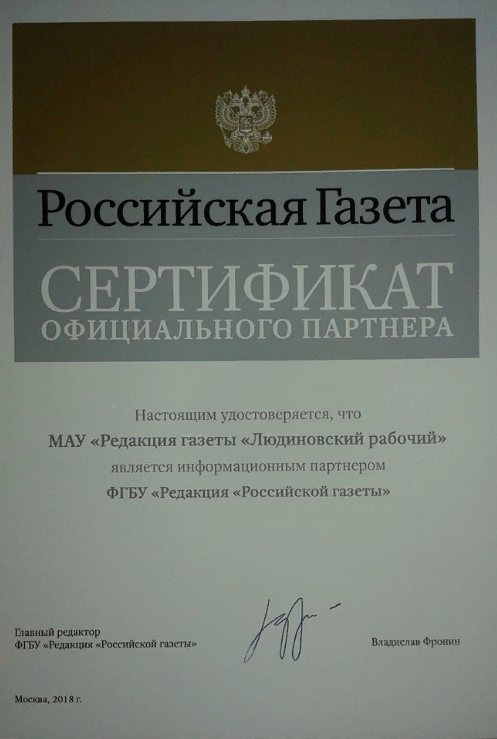 Российская Газета
СЕРТИФИКАТ
ОФИЦИАЛЬНОГО ПАРТНЕРА
Настоящим удостоверяется, что
МАУ «Редакция газеты «Людиновский рабочий»
является информационным партнером
ФГБУ «Редакция «Российской газеты»
Главный редактор
ФГБУ «Редакция «Российской газеты»
Владислав Фронин
Москва, 2018 г.